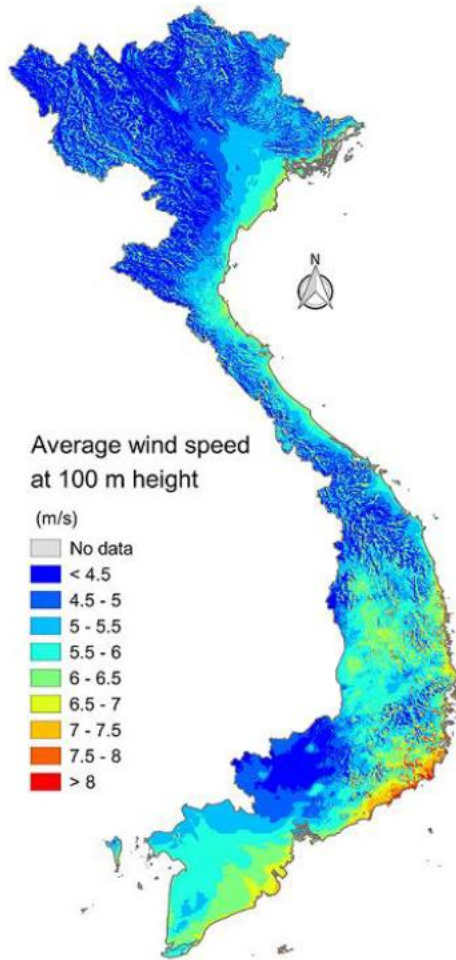 N
Average wind speed
at 100 m height
(m/s)
No data
< 4.5
4.5 - 5
5 - 5.5
5.5 - 6
6 - 6.5
6.5 - 7
7 - 7.5
7.5 - 8
> 8